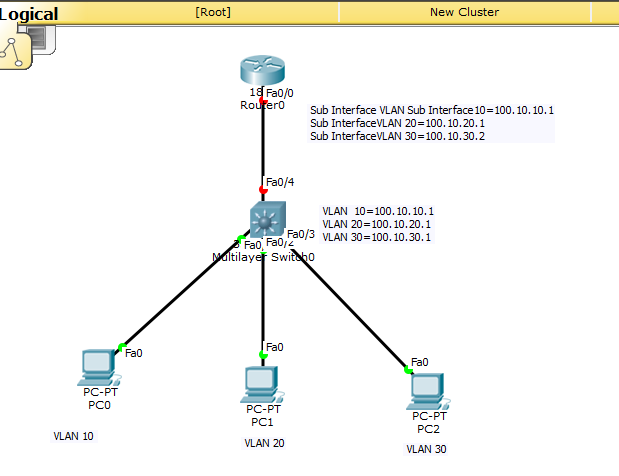 Logical
[Root]
New Cluster
18 Fa0/0
Router0
Sub Interface VLAN Sub Interface10=100.10.10.1
Sub InterfaceVLAN 20=100.10.20.1
Sub InterfaceVLAN 30=100.10.30.2
Fa0/4
VLAN  10=100.10.10.1
VLAN 20=100.10.20.1
VLAN 30=100.10.30.1
Fa0/3
Fa0/2
Fa0
Multilayer Switch0
Fa0
PC-PT
PC0
Fa0
PC-PT
PC1
Fa0
PC-PT
PC2
VLAN 10
VLAN 20
VLAN 30